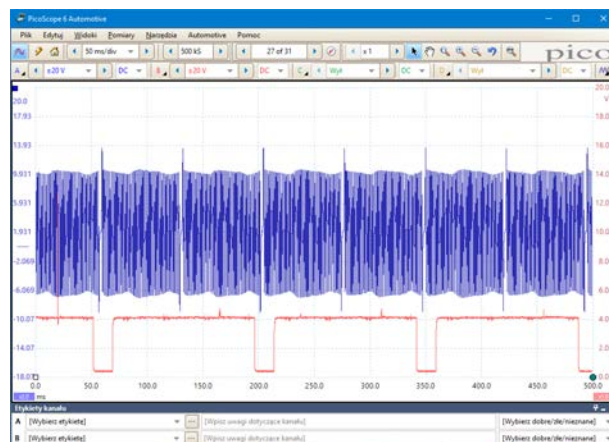 PicoScope 6 Automotive
Plik Edytuj Widoki Pomiary Narzędzia Automotive Pomoc
50 ms/div 500 kS 27 of 31 x 1 pico
A ±20 V DC B ±20 V DC C Wył DC D Wył DC
20.0 20.0
V
17.93 18.0
13.93 16.0
9.931 14.0
5.931 12.0
1.931 10.0
-2.069 8.0
-6.069 6.0
-10.07 4.0
-14.07 2.0
-18.07 0.0
0.0 50.0 100.0 150.0 200.0 250.0 300.0 350.0 400.0 450.0 500.0
ms
Etykiety kanału
A [Wybierz etykietę] [Wpisz uwagi dotyczące kanału] [Wybierz dobre/złe/nieznane]
B [Wybierz etykietę] [Wpisz uwagi dotyczące kanału] [Wybierz dobre/złe/nieznane]